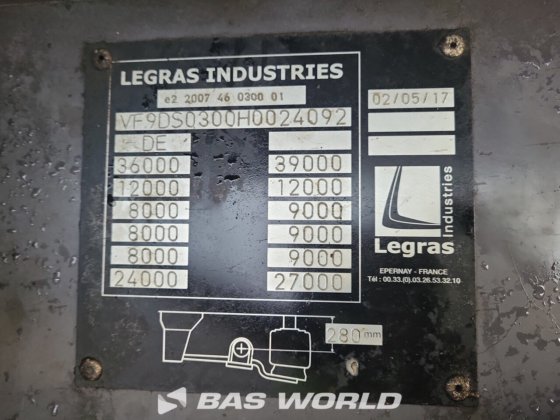 LEGRAS INDUSTRIES
e2 2007 46 0300 01
02/05/17
VF9DS0300H0024092
DE
36000 39000
12000 12000
8000 9000
8000 9000
8000 9000
24000 27000
Industries
Legras
EPERNAY - FRANCE
Tél : 00.33.(0).03.26.53.32.10
280 mm
BAS WORLD